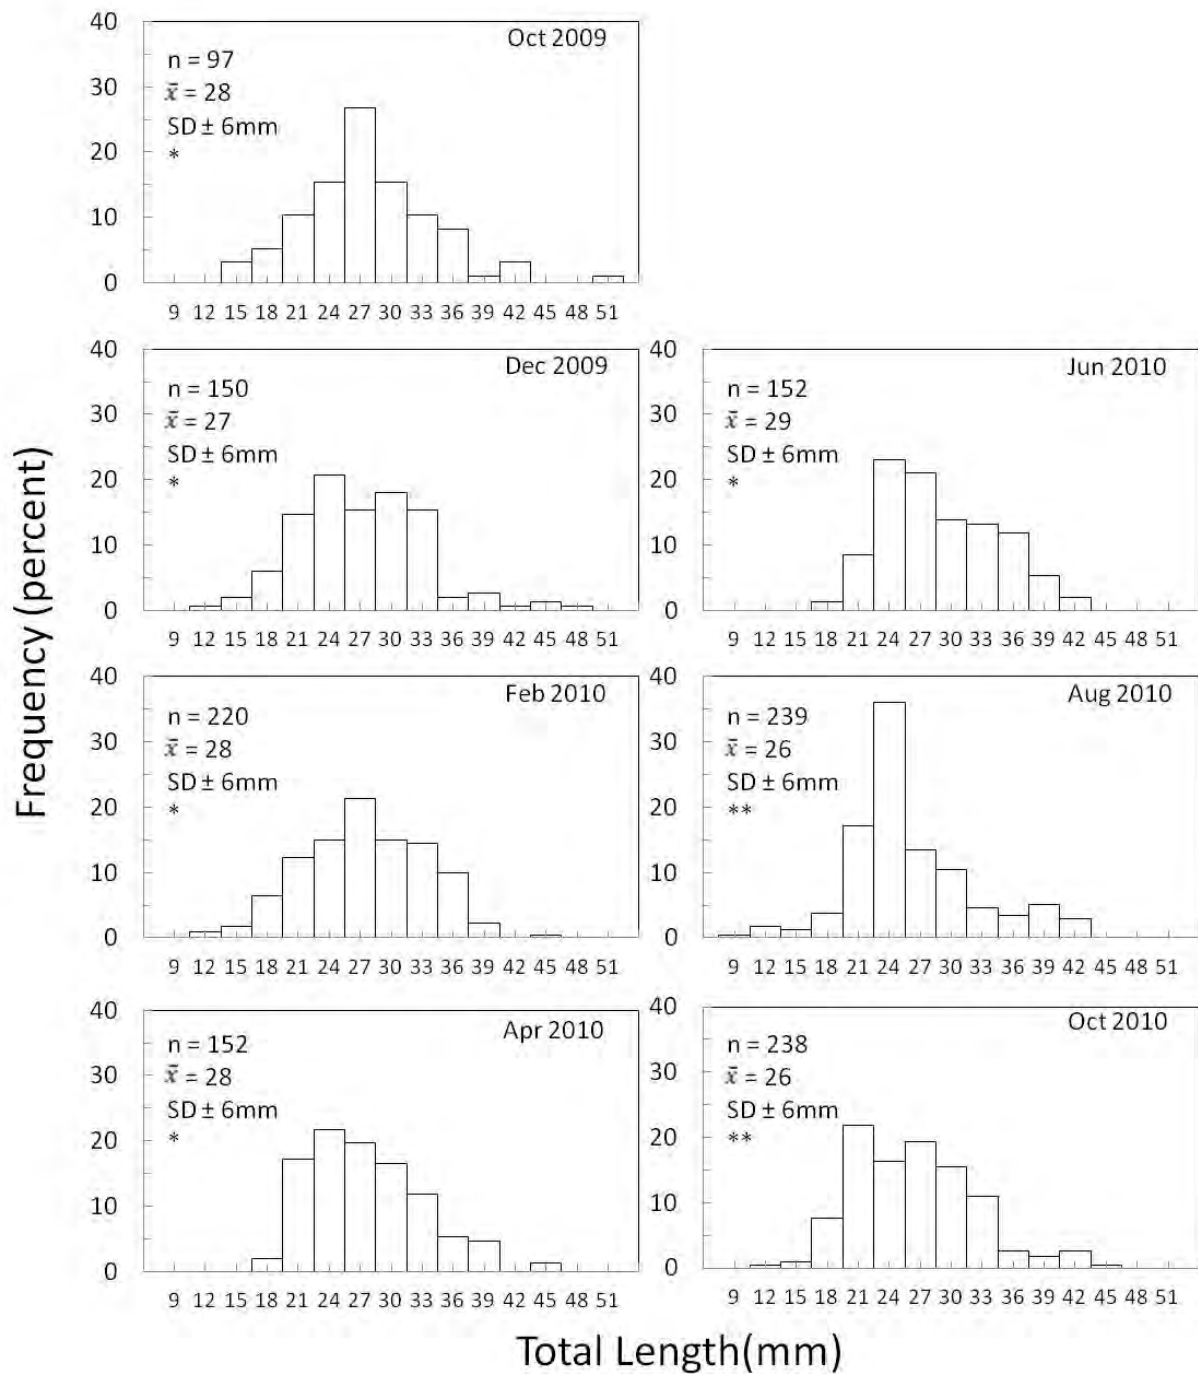 Frequency (percent)
Oct 2009
n = 97
x̄ = 28
SD ± 6mm
*
40
30
20
10
0
9 12 15 18 21 24 27 30 33 36 39 42 45 48 51
Dec 2009
n = 150
x̄ = 27
SD ± 6mm
*
40
30
20
10
0
9 12 15 18 21 24 27 30 33 36 39 42 45 48 51
Feb 2010
n = 220
x̄ = 28
SD ± 6mm
*
40
30
20
10
0
9 12 15 18 21 24 27 30 33 36 39 42 45 48 51
Apr 2010
n = 152
x̄ = 28
SD ± 6mm
*
40
30
20
10
0
9 12 15 18 21 24 27 30 33 36 39 42 45 48 51
Jun 2010
n = 152
x̄ = 29
SD ± 6mm
*
40
30
20
10
0
9 12 15 18 21 24 27 30 33 36 39 42 45 48 51
Aug 2010
n = 239
x̄ = 26
SD ± 6mm
**
40
30
20
10
0
9 12 15 18 21 24 27 30 33 36 39 42 45 48 51
Oct 2010
n = 238
x̄ = 26
SD ± 6mm
**
40
30
20
10
0
9 12 15 18 21 24 27 30 33 36 39 42 45 48 51
Total Length(mm)